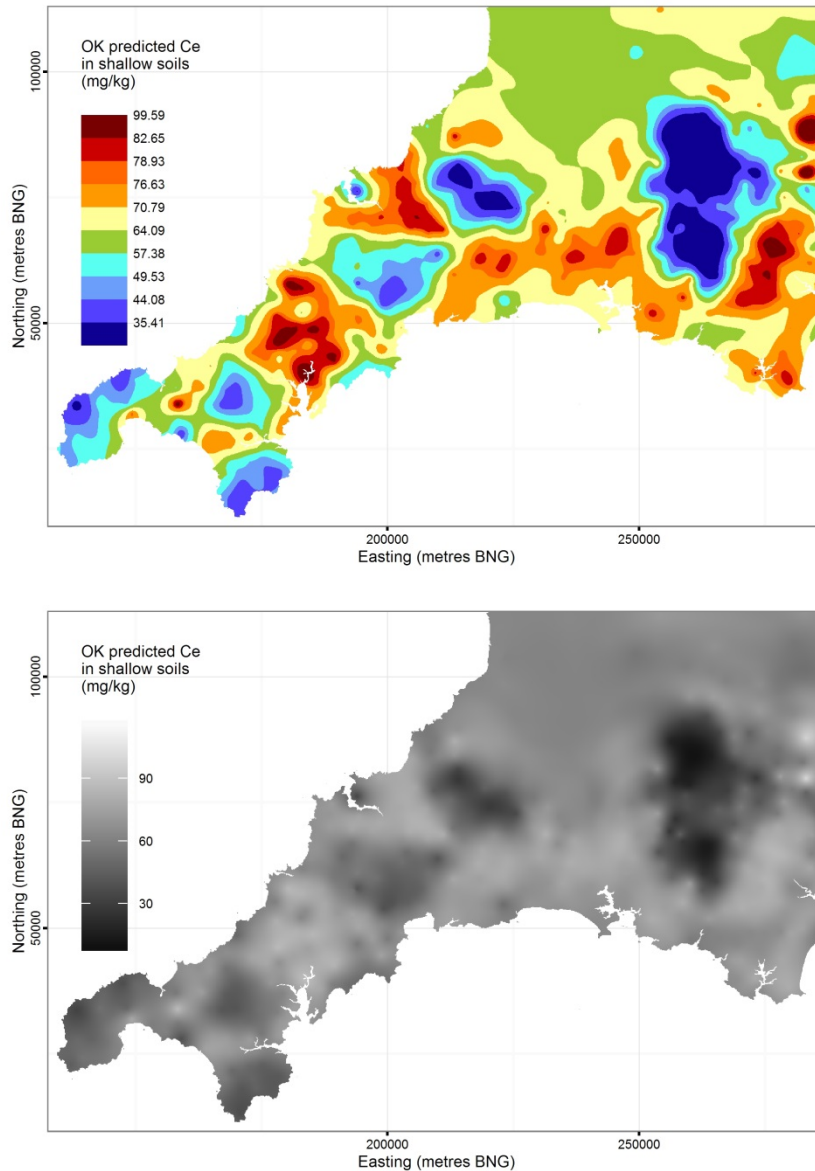 OK predicted Ce
in shallow soils
(mg/kg)
99.59
82.65
78.93
76.63
70.79
64.09
57.38
49.53
44.08
35.41
100000
50000
Northing (metres BNG)
200000
250000
Easting (metres BNG)
OK predicted Ce
in shallow soils
(mg/kg)
90
60
30
100000
50000
Northing (metres BNG)
200000
250000
Easting (metres BNG)